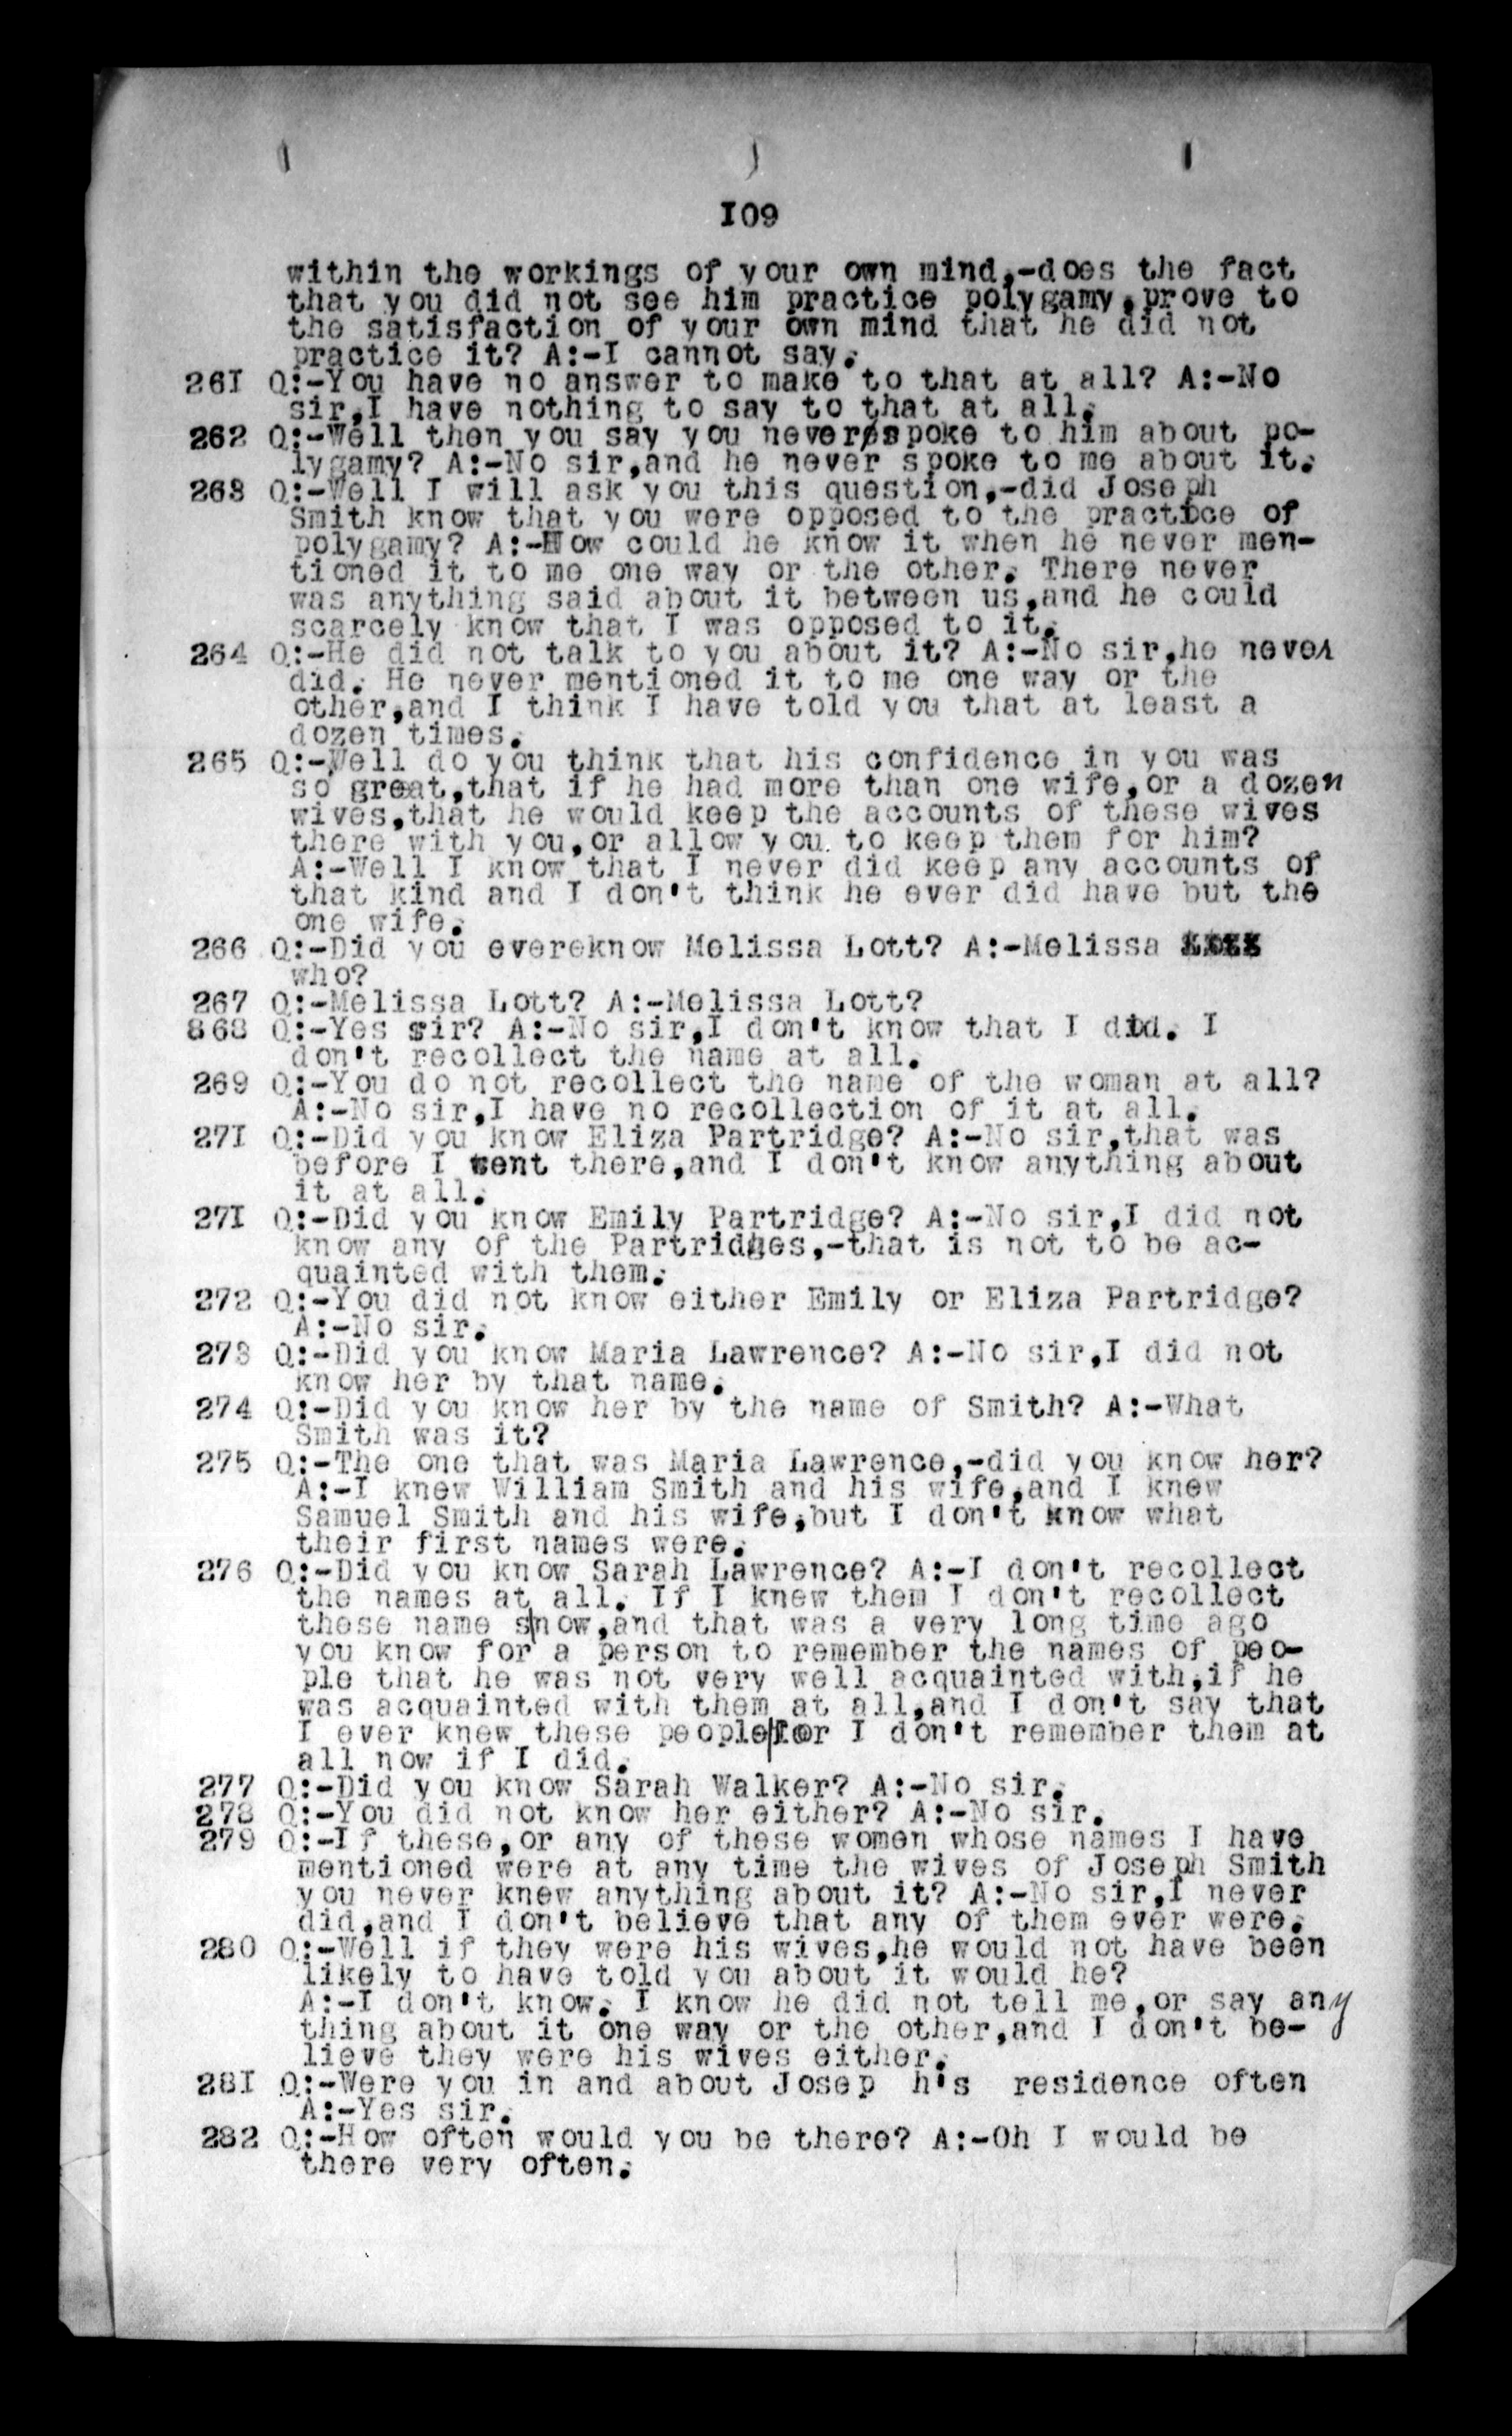 I09
within the workings of your own mind,-does the fact
that you did not see him practice polygamy,prove to
the satisfaction of your own mind that he did not
practice it? A:-I cannot say.
26I Q:-You have no answer to make to that at all? A:-No
sir,I have nothing to say to that at all.
262 Q:-Well then you say you never spoke to him about po-
lygamy? A:-No sir,and he never spoke to me about it.
263 Q:-Well I will ask you this question,-did Joseph
Smith know that you were opposed to the practice of
polygamy? A:-How could he know it when he never men-
tioned it to me one way or the other. There never
was anything said about it between us,and he could
scarcely know that I was opposed to it.
264 Q:-He did not talk to you about it? A:-No sir,he never
did. He never mentioned it to me one way or the
other,and I think I have told you that at least a
dozen times.
265 Q:-Well do you think that his confidence in you was
so great,that if he had more than one wife,or a dozen
wives,that he would keep the accounts of these wives
there with you,or allow you to keep them for him?
A:-Well I know that I never did keep any accounts of
that kind and I don't think he ever did have but the
one wife.
266 Q:-Did you evereknow Melissa Lott? A:-Melissa
who?
267 Q:-Melissa Lott? A:-Melissa Lott?
868 Q:-Yes sir? A:-No sir,I don't know that I did. I
don't recollect the name at all.
269 Q:-You do not recollect the name of the woman at all?
A:-No sir,I have no recollection of it at all.
27I Q:-Did you know Eliza Partridge? A:-No sir,that was
before I went there,and I don't know anything about
it at all.
27I Q:-Did you know Emily Partridge? A:-No sir,I did not
know any of the Partridges,-that is not to be ac-
quainted with them.
272 Q:-You did not know either Emily or Eliza Partridge?
A:-No sir.
273 Q:-Did you know Maria Lawrence? A:-No sir,I did not
know her by that name.
274 Q:-Did you know her by the name of Smith? A:-What
Smith was it?
275 Q:-The one that was Maria Lawrence,-did you know her?
A:-I knew William Smith and his wife,and I knew
Samuel Smith and his wife,but I don't know what
their first names were.
276 Q:-Did you know Sarah Lawrence? A:-I don't recollect
the names at all. If I knew them I don't recollect
these name s|now,and that was a very long time ago
you know for a person to remember the names of peo-
ple that he was not very well acquainted with,if he
was acquainted with them at all,and I don't say that
I ever knew these people|for I don't remember them at
all now if I did.
277 Q:-Did you know Sarah Walker? A:-No sir.
278 Q:-You did not know her either? A:-No sir.
279 Q:-If these,or any of these women whose names I have
mentioned were at any time the wives of Joseph Smith
you never knew anything about it? A:-No sir,I never
did,and I don't believe that any of them ever were.
280 Q:-Well if they were his wives,he would not have been
likely to have told you about it would he?
A:-I don't know. I know he did not tell me,or say any
thing about it one way or the other,and I don't be-
lieve they were his wives either.
28I Q:-Were you in and about Josep h's residence often
A:-Yes sir.
282 Q:-How often would you be there? A:-Oh I would be
there very often.